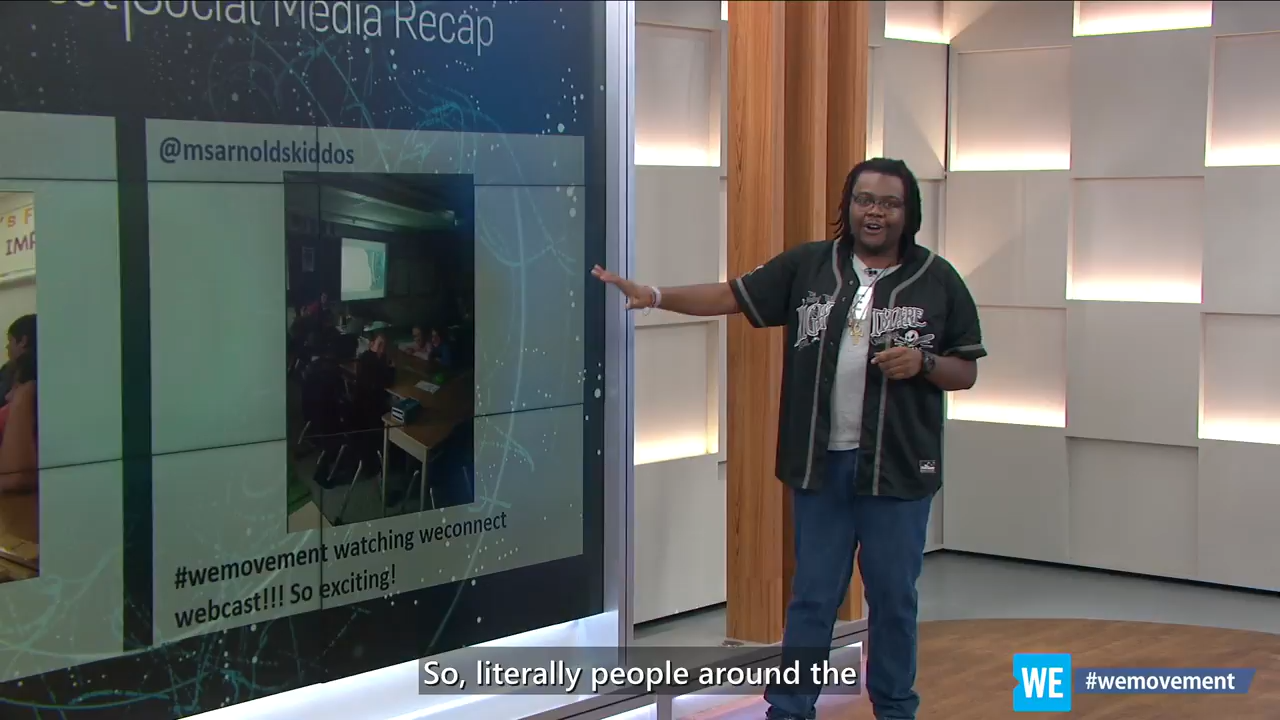 Social Media Recap
@msarnoldskiddos
#wemovement watching weconnect
webcast!!! So exciting!
So, literally people around the
WE
#wemovement